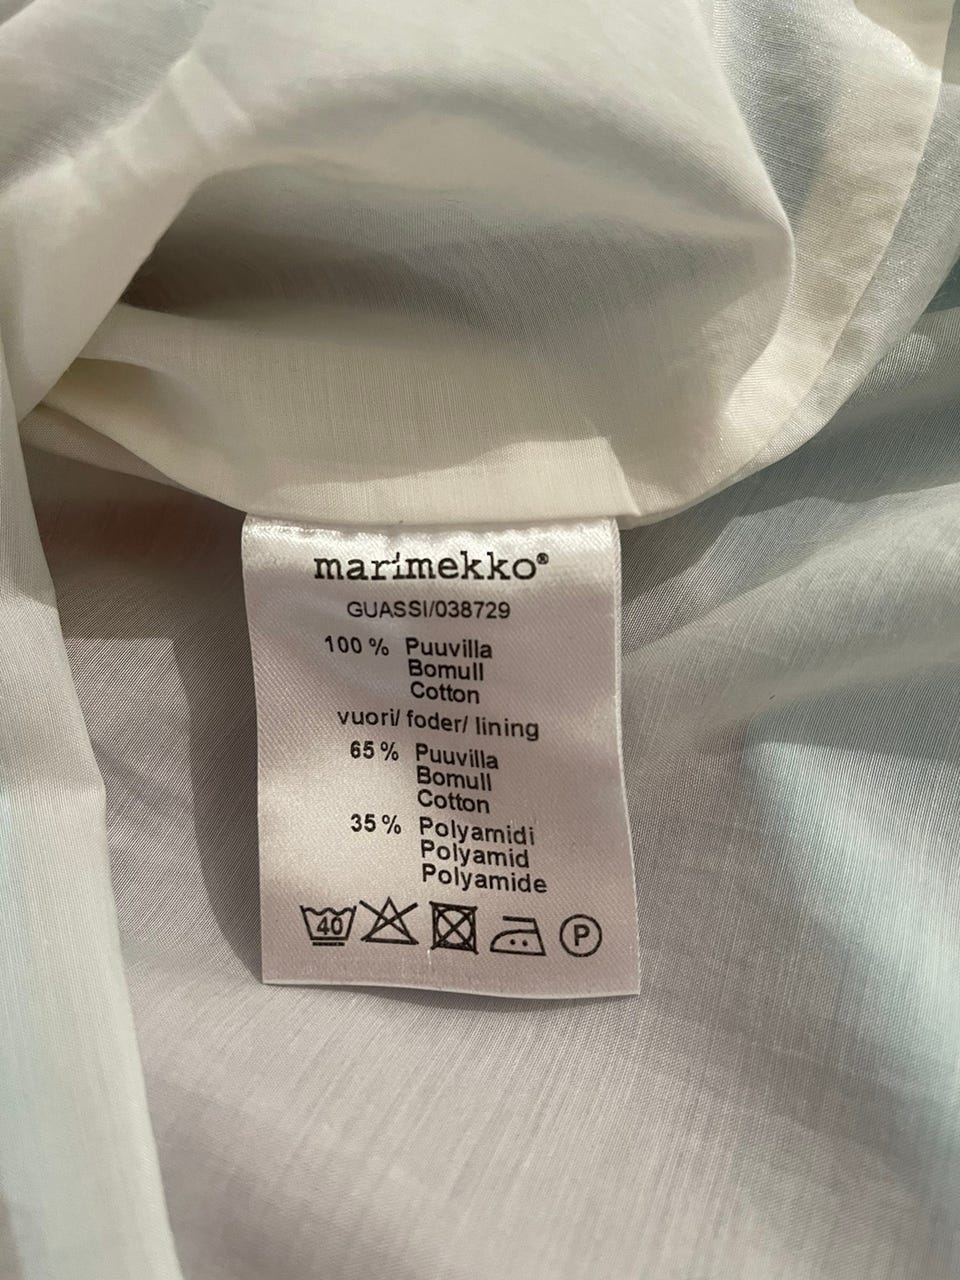 marimekko®
GUASSI/038729
100 % Puuvilla
Bomull
Cotton
vuori/ foder/ lining
65 % Puuvilla
Bomull
Cotton
35 % Polyamidi
Polyamid
Polyamide
40 P